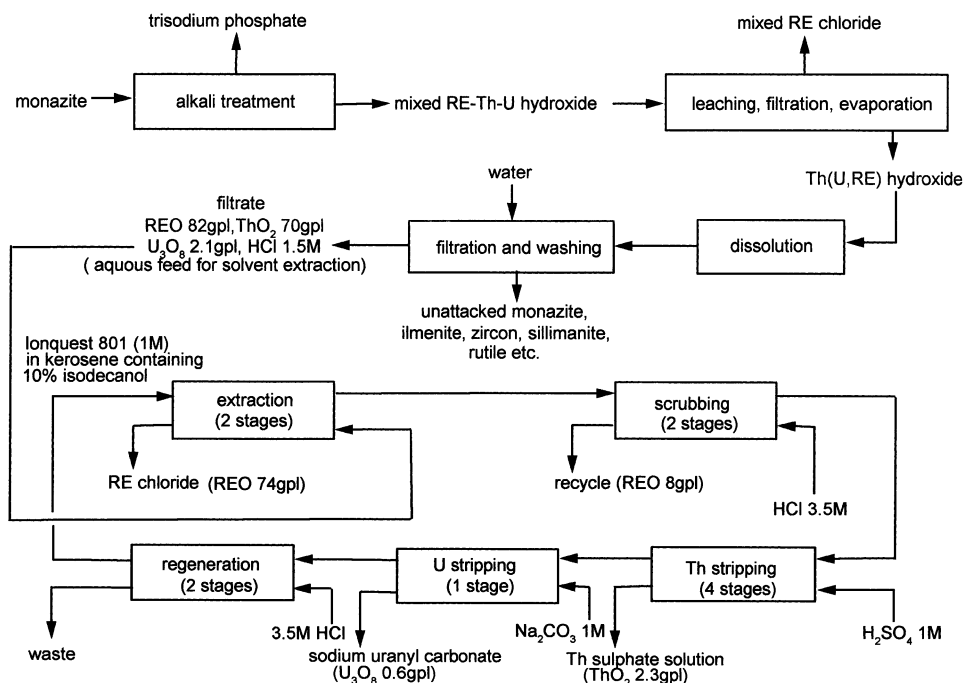 trisodium phosphate
mixed RE chloride
monazite
alkali treatment
mixed RE-Th-U hydroxide
leaching, filtration, evaporation
Th(U,RE) hydroxide
water
filtrate
REO 82gpl,ThO2 70gpl
U3O8 2.1gpl, HCl 1.5M
( aquous feed for solvent extraction)
filtration and washing
dissolution
unattacked monazite,
ilmenite, zircon, sillimanite,
rutile etc.
Ionquest 801 (1M)
in kerosene containing
10% isodecanol
extraction
(2 stages)
scrubbing
(2 stages)
RE chloride (REO 74gpl)
recycle (REO 8gpl)
HCl 3.5M
regeneration
(2 stages)
U stripping
(1 stage)
Th stripping
(4 stages)
waste
3.5M HCl
Na2CO3 1M
H2SO4 1M
sodium uranyl carbonate
(U3O8 0.6gpl)
Th sulphate solution
(ThO2 2.3gpl)